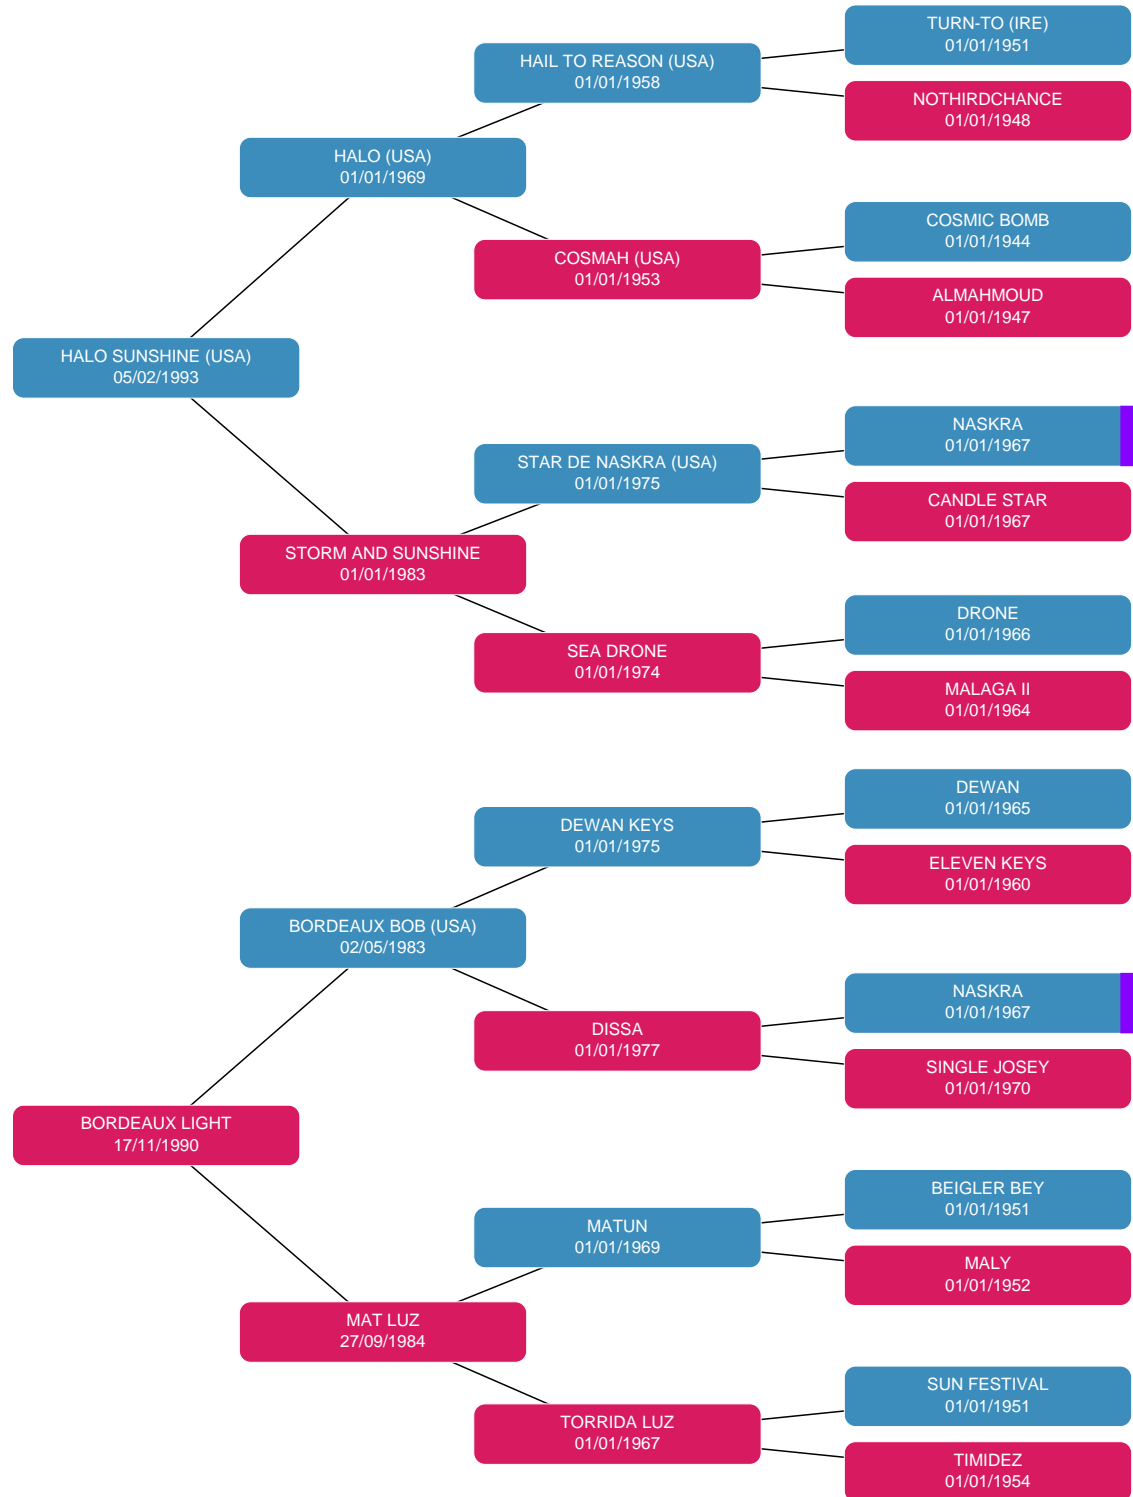 TURN-TO (IRE)
01/01/1951
HAIL TO REASON (USA)
01/01/1958
NOTHIRDCHANCE
01/01/1948
HALO (USA)
01/01/1969
COSMIC BOMB
01/01/1944
COSMAH (USA)
01/01/1953
ALMAHMOUD
01/01/1947
HALO SUNSHINE (USA)
05/02/1993
NASKRA
01/01/1967
STAR DE NASKRA (USA)
01/01/1975
CANDLE STAR
01/01/1967
STORM AND SUNSHINE
01/01/1983
DRONE
01/01/1966
SEA DRONE
01/01/1974
MALAGA II
01/01/1964
DEWAN
01/01/1965
DEWAN KEYS
01/01/1975
ELEVEN KEYS
01/01/1960
BORDEAUX BOB (USA)
02/05/1983
NASKRA
01/01/1967
DISSA
01/01/1977
SINGLE JOSEY
01/01/1970
BORDEAUX LIGHT
17/11/1990
BEIGLER BEY
01/01/1951
MATUN
01/01/1969
MALY
01/01/1952
MAT LUZ
27/09/1984
SUN FESTIVAL
01/01/1951
TORRIDA LUZ
01/01/1967
TIMIDEZ
01/01/1954